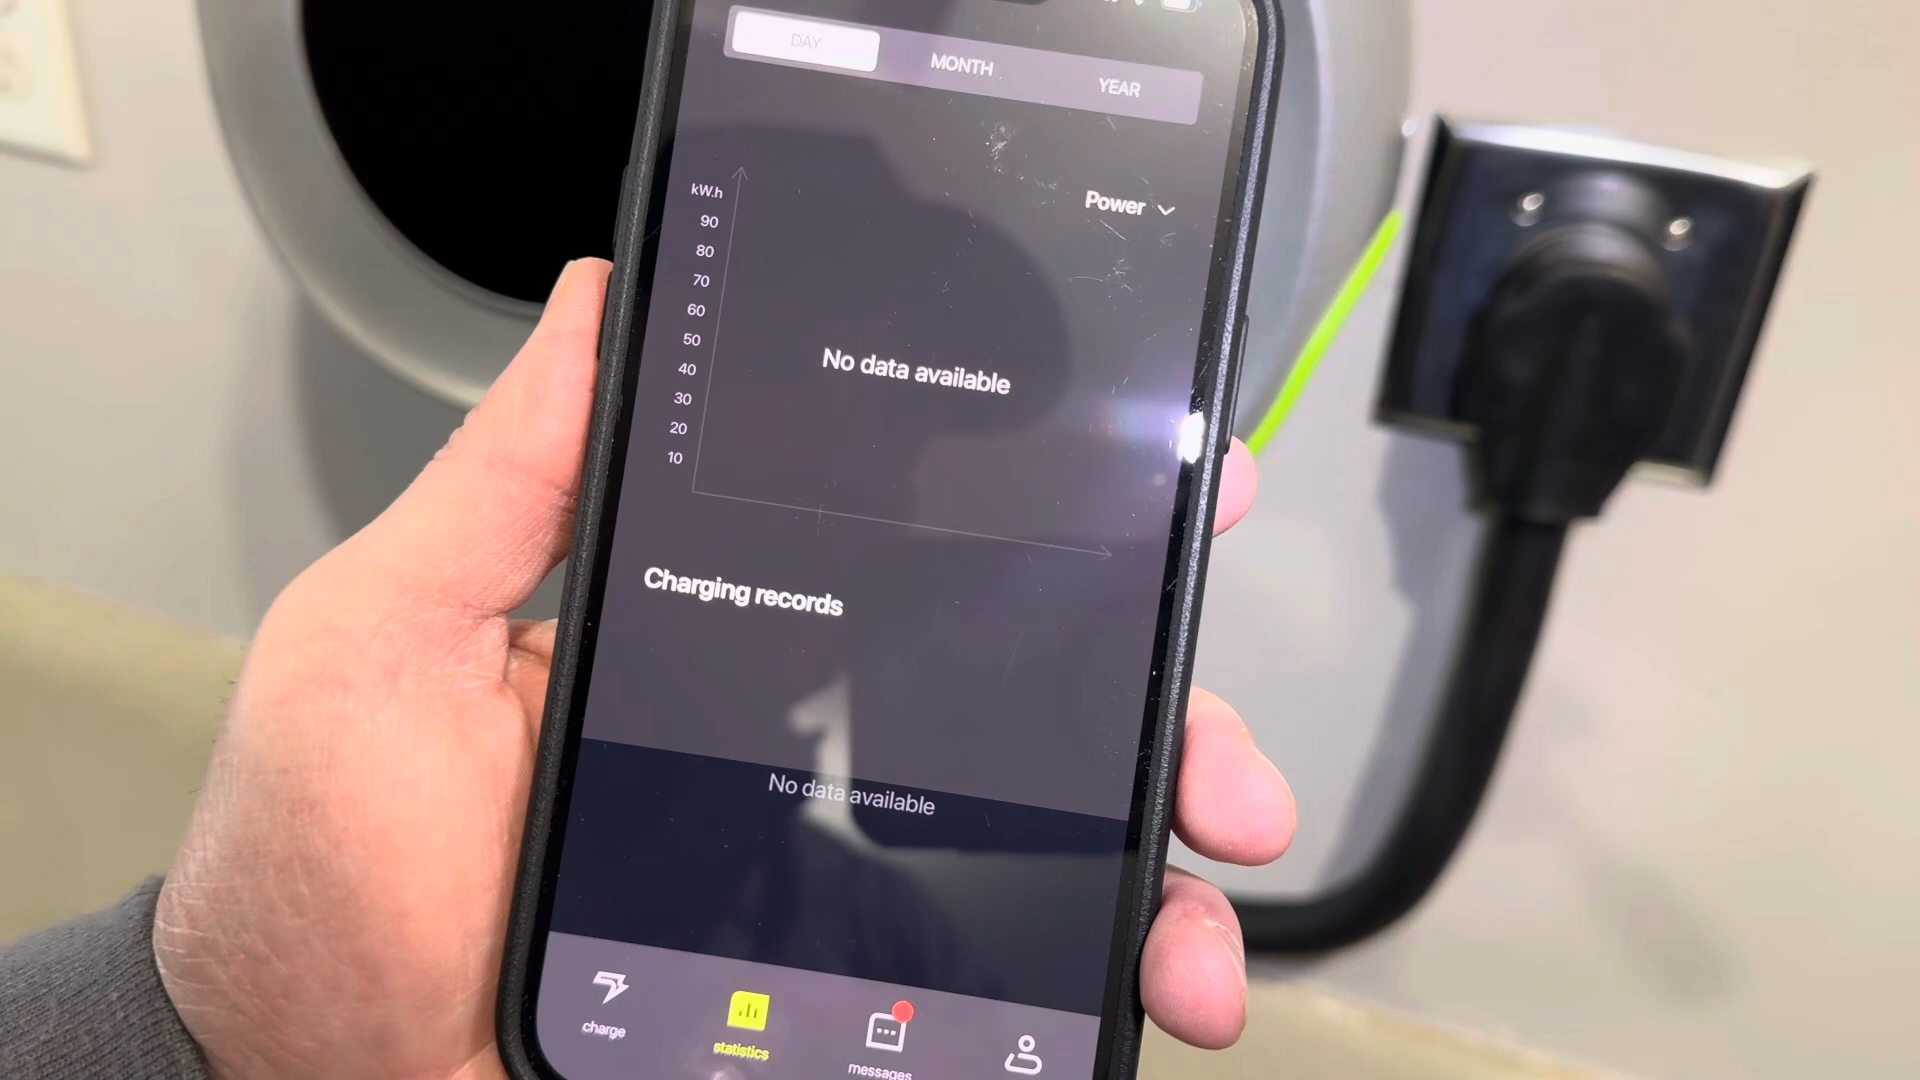 DAY
MONTH
YEAR
kW.h
Power
90
80
70
60
50
40
30
20
10
No data available
Charging records
No data available
charge
statistics
messages